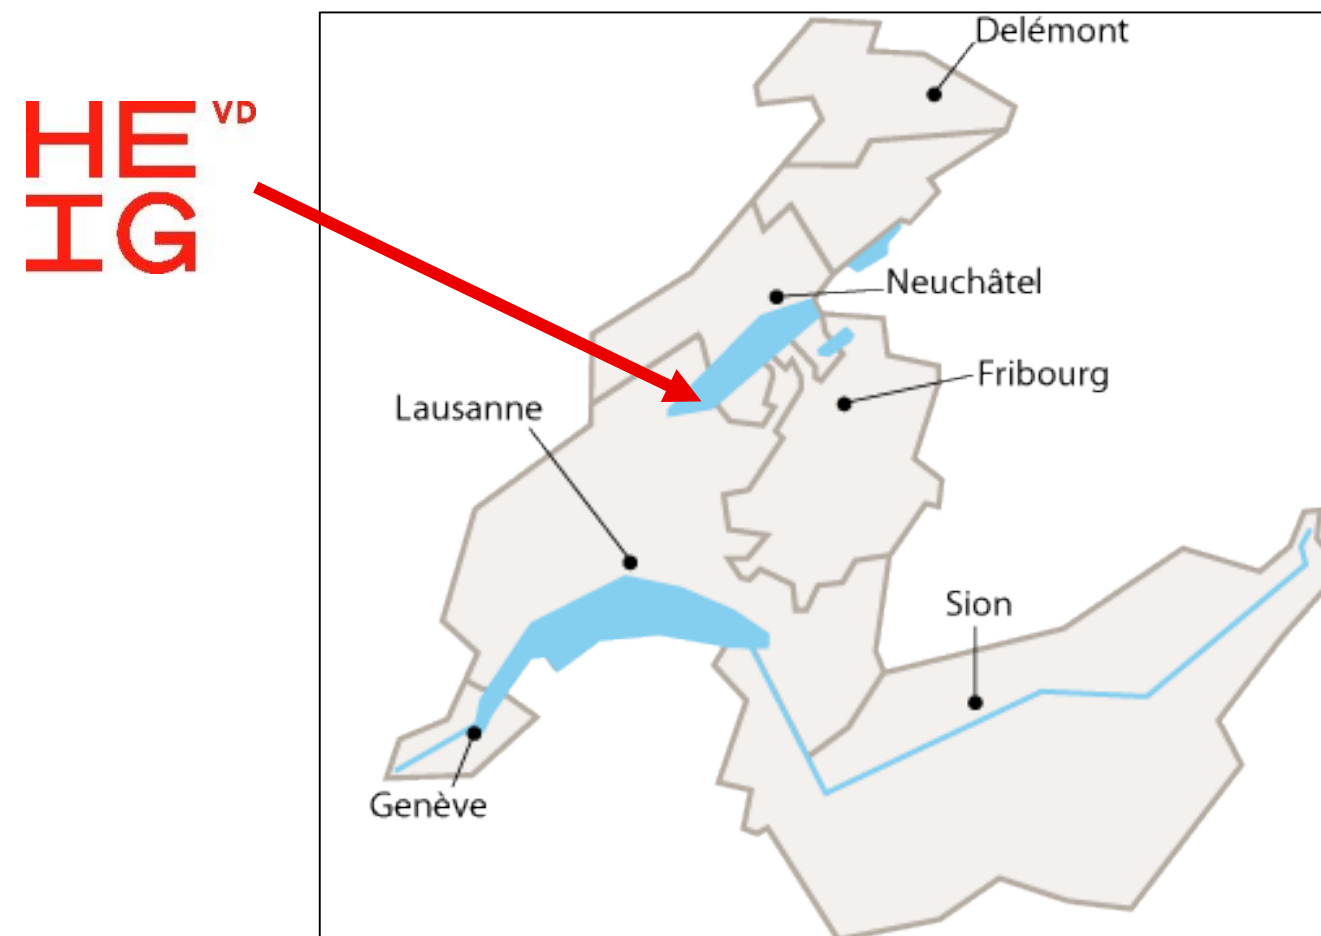 HE VD
IG
Delémont
Neuchâtel
Fribourg
Lausanne
Sion
Genève